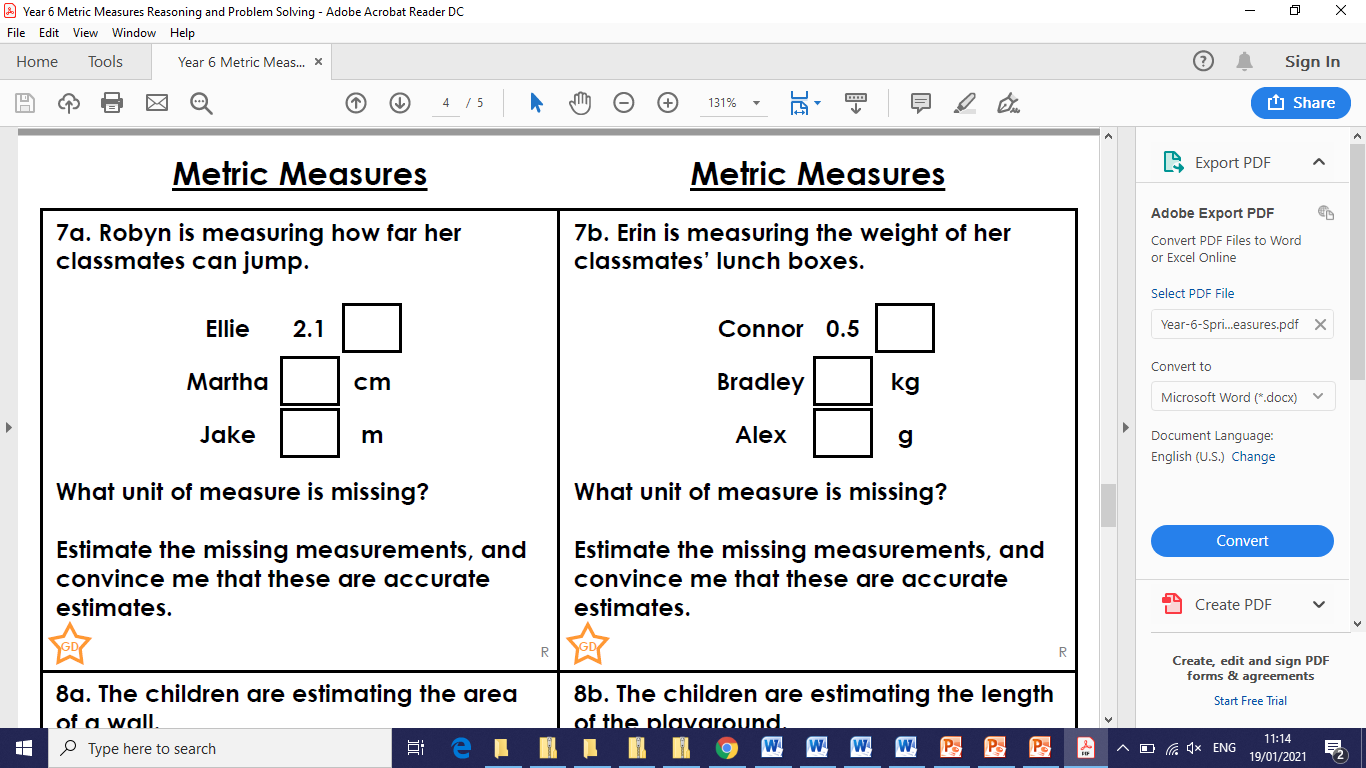 Year 6 Metric Measures Reasoning and Problem Solving - Adobe Acrobat Reader DC
File Edit View Window Help
Home Tools Year 6 Metric Meas... × Sign In
4 / 5 131% Share
Metric Measures
7a. Robyn is measuring how far her
classmates can jump.
Ellie 2.1
Martha cm
Jake m
What unit of measure is missing?
Estimate the missing measurements, and
convince me that these are accurate
estimates.
GD R
8a. The children are estimating the area
of a wall.
Metric Measures
7b. Erin is measuring the weight of her
classmates’ lunch boxes.
Connor 0.5
Bradley kg
Alex g
What unit of measure is missing?
Estimate the missing measurements, and
convince me that these are accurate
estimates.
GD R
8b. The children are estimating the length
of the playground.
Export PDF
Adobe Export PDF
Convert PDF Files to Word
or Excel Online
Select PDF File
Year-6-Spri...easures.pdf
Convert to
Microsoft Word (*.docx)
Document Language:
English (U.S.) Change
Convert
Create PDF
Create, edit and sign PDF
forms & agreements
Start Free Trial
Type here to search
ENG
11:14
19/01/2021
2